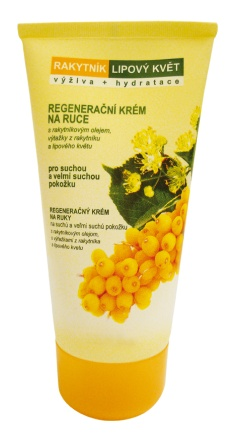 RAKYTNÍK LIPOVÝ KVĚT
výživa + hydratace
REGENERAČNÍ KRÉM
NA RUCE
s rakytníkovým olejem,
výtažky z rakytníku
a lipového květu
pro suchou
a velmi suchou
pokožku
REGENERAČNÝ KRÉM
NA RUKY
na suchú a veľmi suchú pokožku
s rakytníkovým olejom,
výťažkami z rakytníka
a lipového kvetu